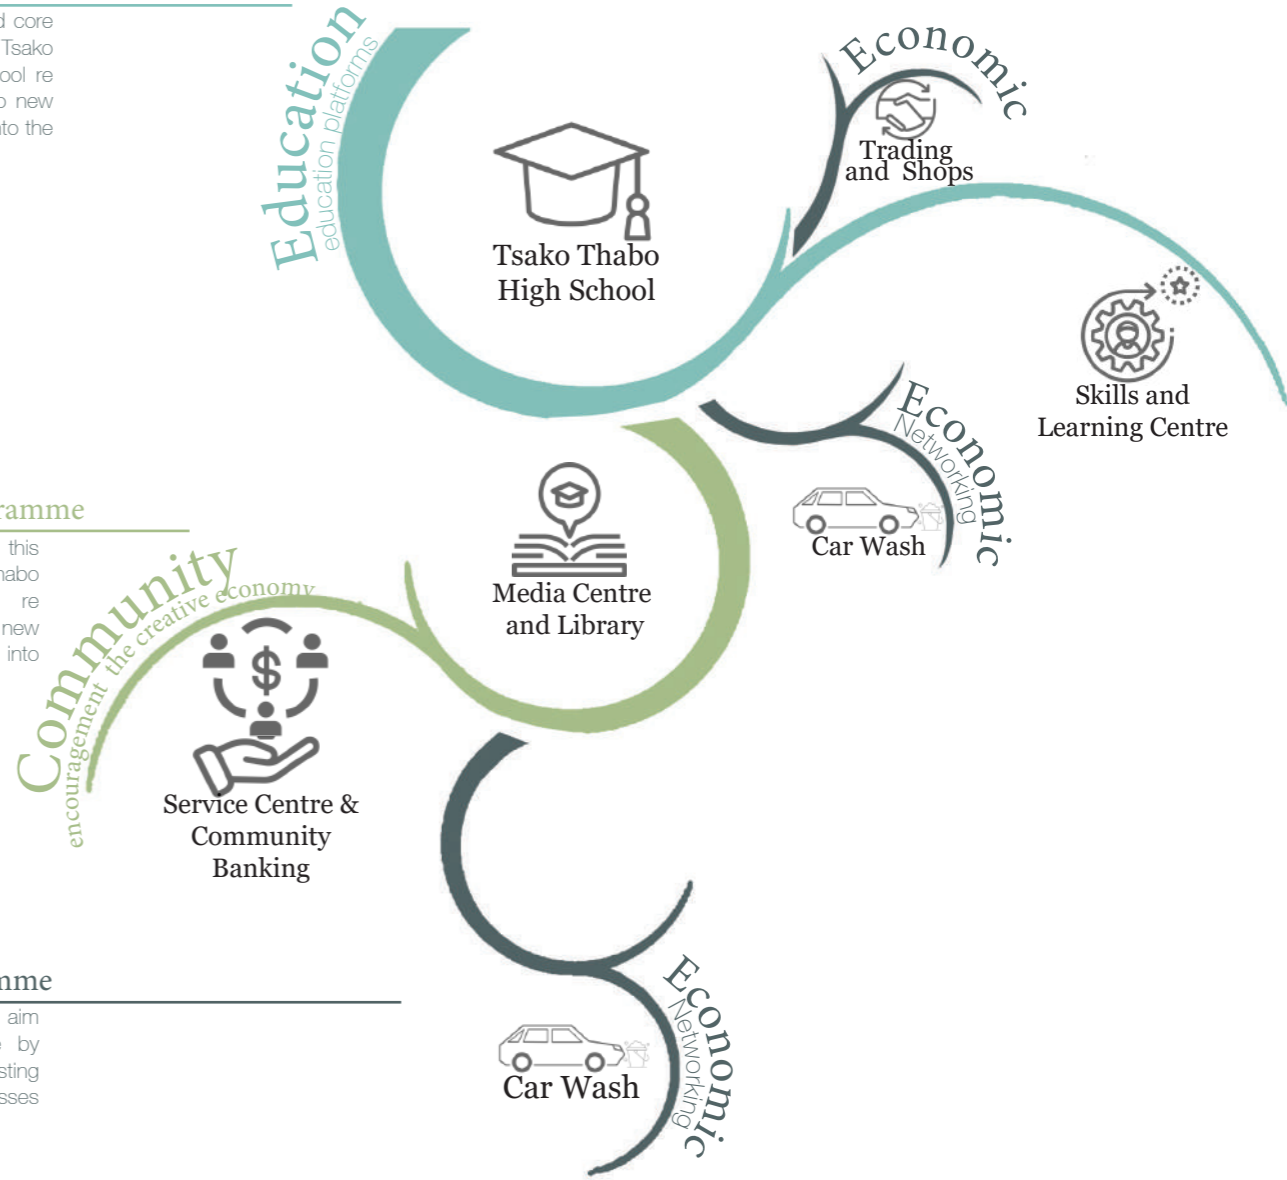 d core
Tsako
ool re
o new
nto the
Education
education platforms
Tsako Thabo
High School
Economic
Trading
and Shops
Skills and
Learning Centre
Economic
Networking
Car Wash
ramme
this
habo
re
new
into
Community
encouragement the creative economy
Media Centre
and Library
Service Centre &
Community
Banking
mme
aim
e by
sting
sses
Economic
Networking
Car Wash